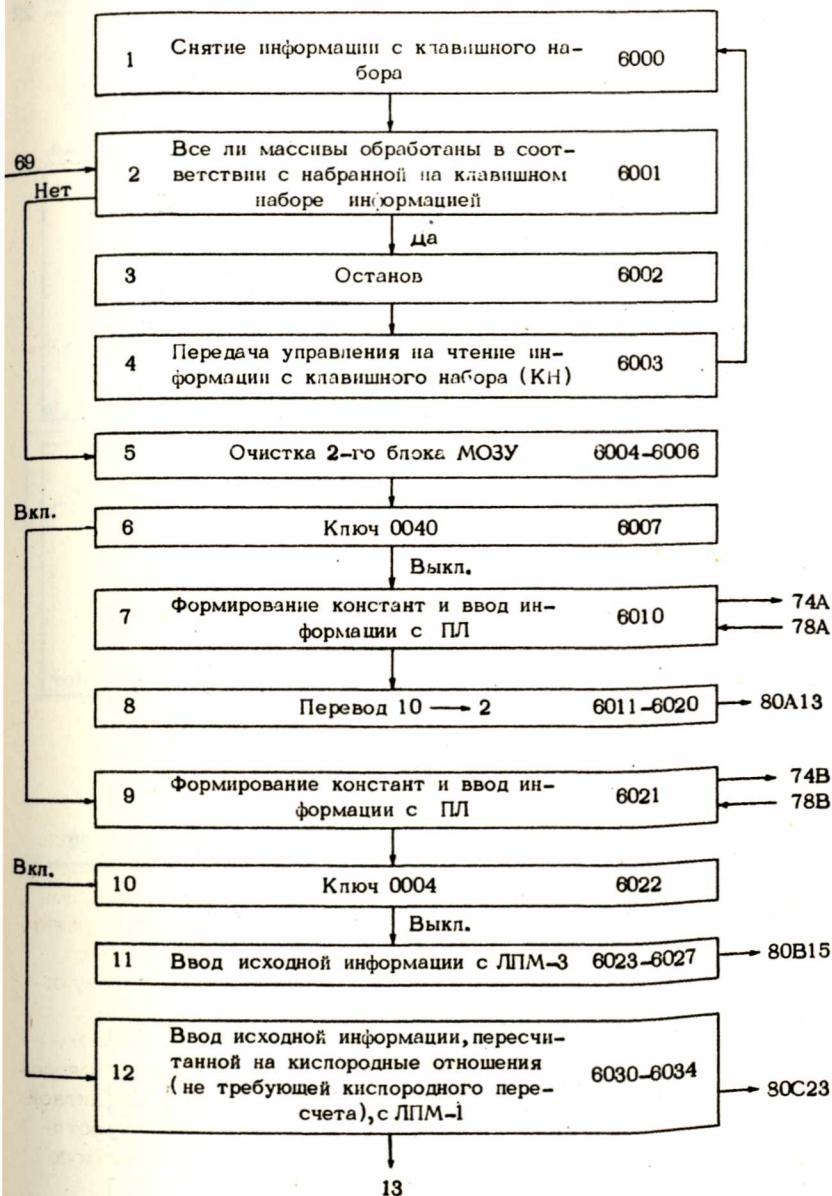 1 Снятие информации с клавишного на- 6000
бора
69
2 Все ли массивы обработаны в соот- 6001
ветствии с набранной на клавишном
наборе информацией
Нет
Да
3 Останов 6002
4 Передача управления на чтение ин- 6003
формации с клавишного набора (КН)
5 Очистка 2-го блока МОЗУ 6004-6006
Вкл.
6 Ключ 0040 6007
Выкл.
7 Формирование констант и ввод ин- 6010
формации с ПЛ
74А
78А
8 Перевод 10 → 2 6011-6020
80А13
9 Формирование констант и ввод ин- 6021
формации с ПЛ
74В
78В
Вкл.
10 Ключ 0004 6022
Выкл.
11 Ввод исходной информации с ЛПМ-3 6023-6027
80В15
12 Ввод исходной информации, пересчи- 6030-6034
танной на кислородные отношения
(не требующей кислородного пере-
счета), с ЛПМ-1
80С23
13